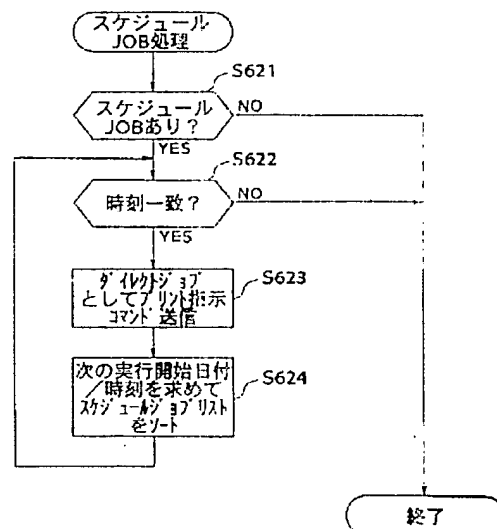 スケジュール
JOB処理
S621
スケジュール
JOBあり?
NO
YES
S622
時刻一致?
NO
YES
ダイレクトジョブ
としてプリント指示
コマンド送信
S623
次の実行開始日付
/時刻を求めて
スケジュールジョブリスト
をソート
S624
終了